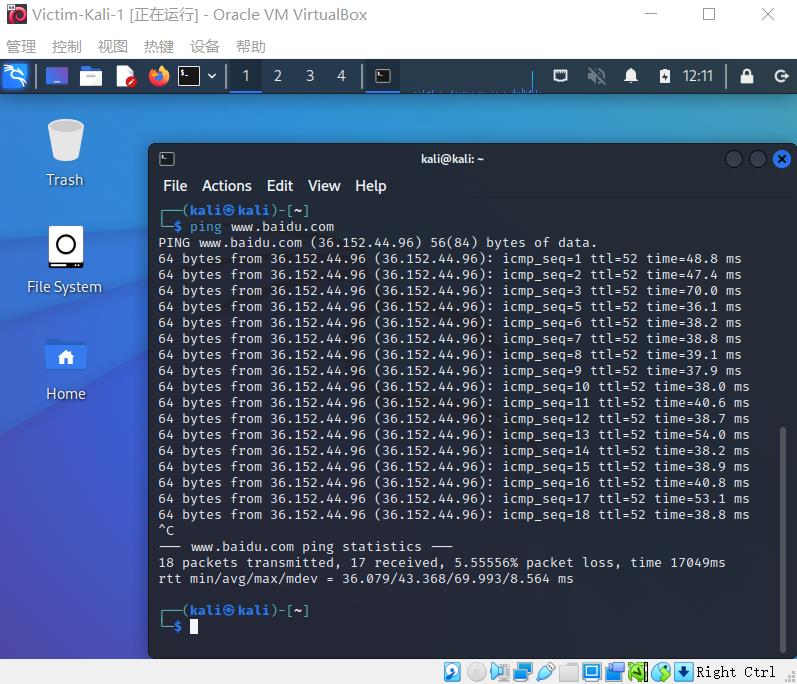 Victim-Kali-1 [正在运行] - Oracle VM VirtualBox
管理 控制 视图 热键 设备 帮助
1 2 3 4 12:11
Trash
File System
Home
kali@kali: ~
File Actions Edit View Help
┌──(kali㉿kali)-[~]
└─$ ping www.baidu.com
PING www.baidu.com (36.152.44.96) 56(84) bytes of data.
64 bytes from 36.152.44.96 (36.152.44.96): icmp_seq=1 ttl=52 time=48.8 ms
64 bytes from 36.152.44.96 (36.152.44.96): icmp_seq=2 ttl=52 time=47.4 ms
64 bytes from 36.152.44.96 (36.152.44.96): icmp_seq=3 ttl=52 time=70.0 ms
64 bytes from 36.152.44.96 (36.152.44.96): icmp_seq=5 ttl=52 time=36.1 ms
64 bytes from 36.152.44.96 (36.152.44.96): icmp_seq=6 ttl=52 time=38.2 ms
64 bytes from 36.152.44.96 (36.152.44.96): icmp_seq=7 ttl=52 time=38.8 ms
64 bytes from 36.152.44.96 (36.152.44.96): icmp_seq=8 ttl=52 time=39.1 ms
64 bytes from 36.152.44.96 (36.152.44.96): icmp_seq=9 ttl=52 time=37.9 ms
64 bytes from 36.152.44.96 (36.152.44.96): icmp_seq=10 ttl=52 time=38.0 ms
64 bytes from 36.152.44.96 (36.152.44.96): icmp_seq=11 ttl=52 time=40.6 ms
64 bytes from 36.152.44.96 (36.152.44.96): icmp_seq=12 ttl=52 time=38.7 ms
64 bytes from 36.152.44.96 (36.152.44.96): icmp_seq=13 ttl=52 time=54.0 ms
64 bytes from 36.152.44.96 (36.152.44.96): icmp_seq=14 ttl=52 time=38.2 ms
64 bytes from 36.152.44.96 (36.152.44.96): icmp_seq=15 ttl=52 time=38.9 ms
64 bytes from 36.152.44.96 (36.152.44.96): icmp_seq=16 ttl=52 time=40.8 ms
64 bytes from 36.152.44.96 (36.152.44.96): icmp_seq=17 ttl=52 time=53.1 ms
64 bytes from 36.152.44.96 (36.152.44.96): icmp_seq=18 ttl=52 time=38.8 ms
^C
--- www.baidu.com ping statistics ---
18 packets transmitted, 17 received, 5.55556% packet loss, time 17049ms
rtt min/avg/max/mdev = 36.079/43.368/69.993/8.564 ms
┌──(kali㉿kali)-[~]
└─$
Right Ctrl